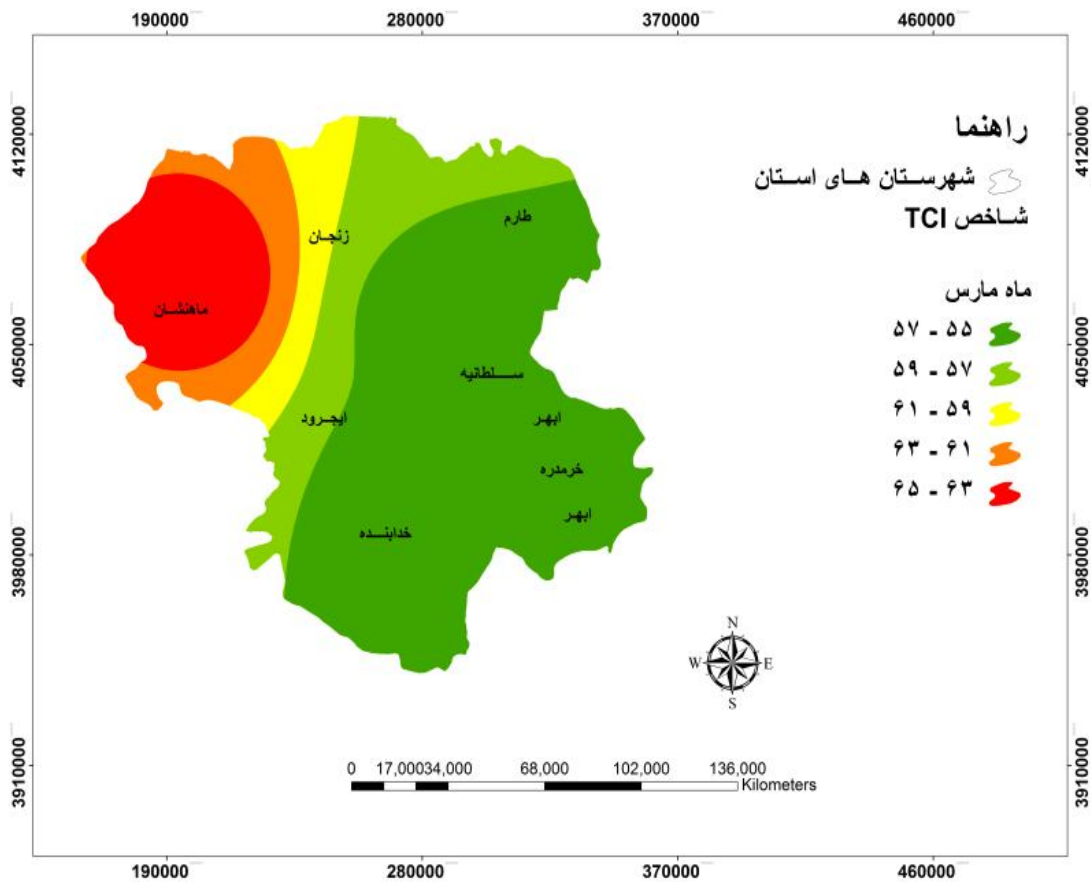 190000 280000 370000 460000
4120000 4120000
راهنما
شهرستان های استان
شاخص TCI
ماه مارس
۵۵ - ۵۷
۵۷ - ۵۹
۵۹ - ۶۱
۶۱ - ۶۳
۶۳ - ۶۵
طارم
زنجان
ماهنشان
4050000 4050000
سلطانیه
ایجرود
ابهر
خرمدره
ابهر
خدابنده
3980000 3980000
N
W E
S
3910000 3910000
0 17,000 34,000 68,000 102,000 136,000
Kilometers
190000 280000 370000 460000